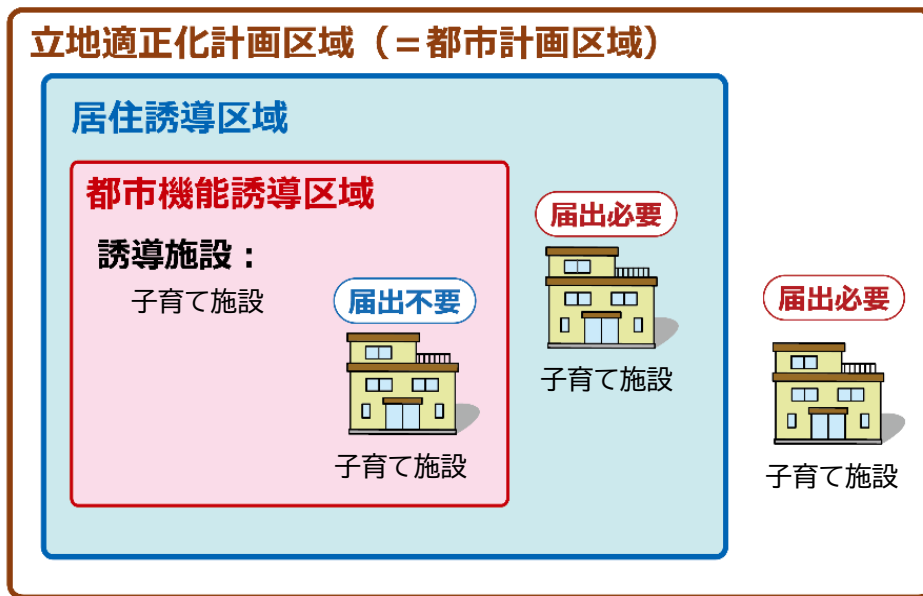 立地適正化計画区域（＝都市計画区域）
居住誘導区域
都市機能誘導区域
誘導施設：
子育て施設
届出不要
子育て施設
届出必要
子育て施設
届出必要
子育て施設